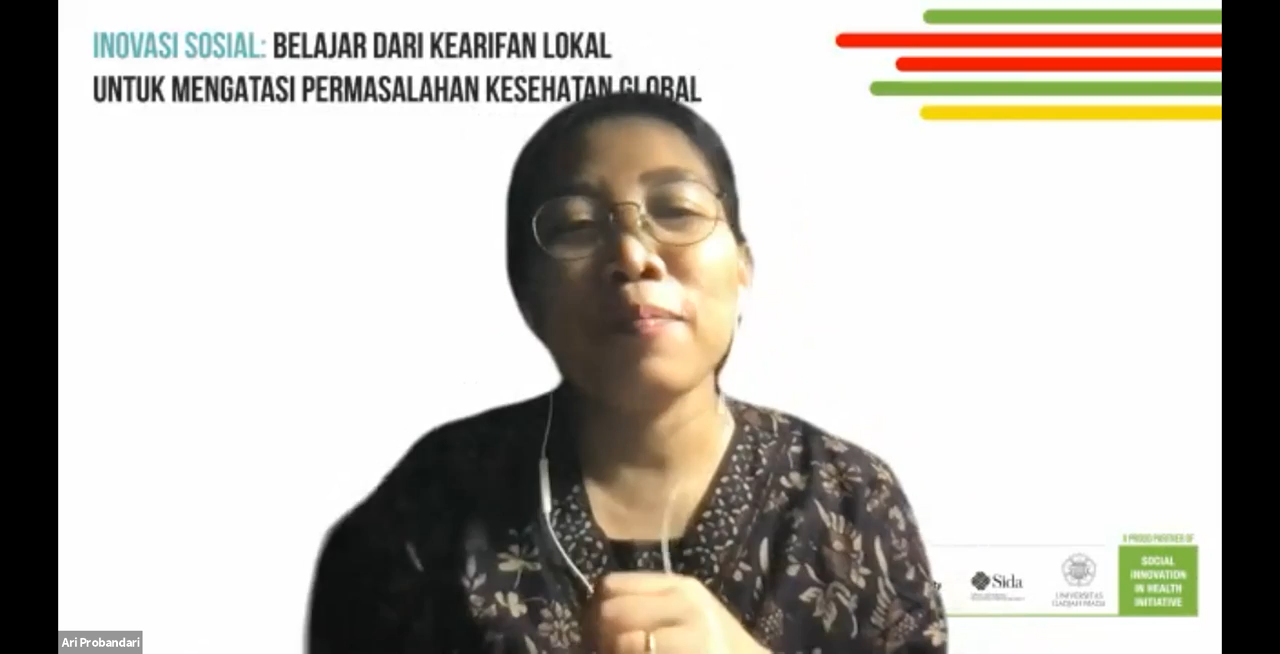 INOVASI SOSIAL: BELAJAR DARI KEARIFAN LOKAL
UNTUK MENGATASI PERMASALAHAN KESEHATAN GLOBAL
A PROUD PARTNER OF
SOCIAL
INNOVATION
IN HEALTH
INITIATIVE
Sida
UNIVERSITAS
GADJAH MADA
Ari Probandari